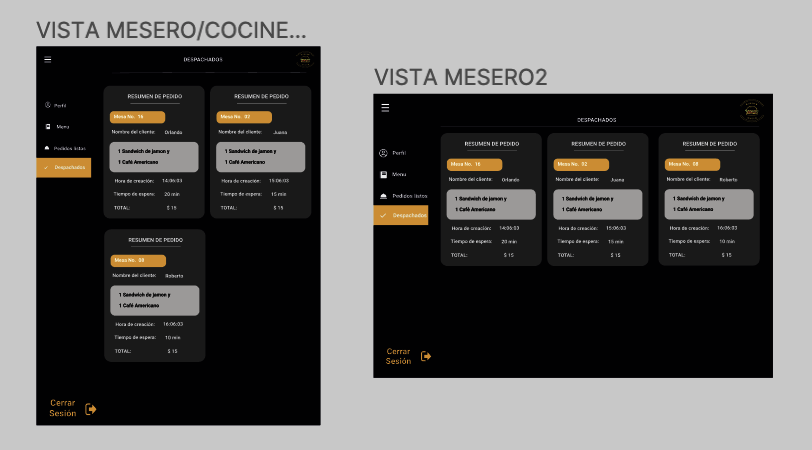 VISTA MESERO/COCINE...
DESPACHADOS
Perfil
Menu
Pedidos listos
Despachados
RESUMEN DE PEDIDO
Mesa No. 16
Nombre del cliente: Orlando
1 Sandwich de jamon y
1 Café Americano
Hora de creación: 14:06:03
Tiempo de espera: 20 min
TOTAL: $ 15
RESUMEN DE PEDIDO
Mesa No. 02
Nombre del cliente: Juana
1 Sandwich de jamon y
1 Café Americano
Hora de creación: 15:06:03
Tiempo de espera: 15 min
TOTAL: $ 15
RESUMEN DE PEDIDO
Mesa No. 08
Nombre del cliente: Roberto
1 Sandwich de jamon y
1 Café Americano
Hora de creación: 16:06:03
Tiempo de espera: 10 min
TOTAL: $ 15
Cerrar
Sesión
VISTA MESERO2
DESPACHADOS
Perfil
Menu
Pedidos listos
Despachados
RESUMEN DE PEDIDO
Mesa No. 16
Nombre del cliente: Orlando
1 Sandwich de jamon y
1 Café Americano
Hora de creación: 14:06:03
Tiempo de espera: 20 min
TOTAL: $ 15
RESUMEN DE PEDIDO
Mesa No. 02
Nombre del cliente: Juana
1 Sandwich de jamon y
1 Café Americano
Hora de creación: 15:06:03
Tiempo de espera: 15 min
TOTAL: $ 15
RESUMEN DE PEDIDO
Mesa No. 08
Nombre del cliente: Roberto
1 Sandwich de jamon y
1 Café Americano
Hora de creación: 16:06:03
Tiempo de espera: 10 min
TOTAL: $ 15
Cerrar
Sesión